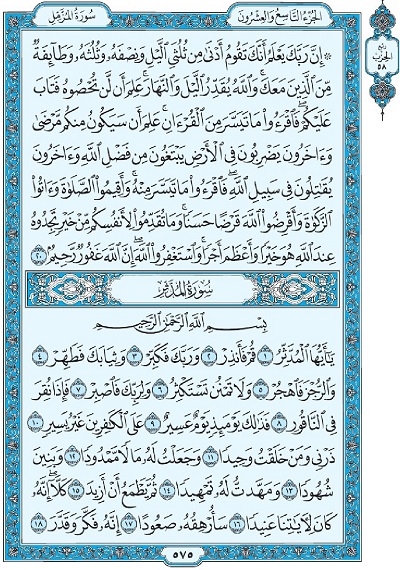 الجزء التاسع والعشرون
سورة المزمل
ربع
الحزب
٥٨
۞ إِنَّ رَبَّكَ يَعْلَمُ أَنَّكَ تَقُومُ أَدْنَىٰ مِن ثُلُثَيِ ٱلَّيْلِ وَنِصْفَهُۥ وَثُلُثَهُۥ وَطَآئِفَةٌ
مِّنَ ٱلَّذِينَ مَعَكَ ۚ وَٱللَّهُ يُقَدِّرُ ٱلَّيْلَ وَٱلنَّهَارَ ۚ عَلِمَ أَن لَّن تُحْصُوهُ فَتَابَ
عَلَيْكُمْ ۖ فَٱقْرَءُوا۟ مَا تَيَسَّرَ مِنَ ٱلْقُرْءَانِ ۚ عَلِمَ أَن سَيَكُونُ مِنكُم مَّرْضَىٰ
وَءَاخَرُونَ يَضْرِبُونَ فِى ٱلْأَرْضِ يَبْتَغُونَ مِن فَضْلِ ٱللَّهِ ۙ وَءَاخَرُونَ
يُقَٰتِلُونَ فِى سَبِيلِ ٱللَّهِ ۖ فَٱقْرَءُوا۟ مَا تَيَسَّرَ مِنْهُ ۚ وَأَقِيمُوا۟ ٱلصَّلَوٰةَ وَءَاتُوا۟
ٱلزَّكَوٰةَ وَأَقْرِضُوا۟ ٱللَّهَ قَرْضًا حَسَنًا ۚ وَمَا تُقَدِّمُوا۟ لِأَنفُسِكُم مِّنْ خَيْرٍ تَجِدُوهُ
عِندَ ٱللَّهِ هُوَ خَيْرًا وَأَعْظَمَ أَجْرًا ۚ وَٱسْتَغْفِرُوا۟ ٱللَّهَ ۖ إِنَّ ٱللَّهَ غَفُورٌ رَّحِيمٌۢ ٢٠
سورة المدثر
بِسْمِ ٱللَّهِ ٱلرَّحْمَٰنِ ٱلرَّحِيمِ
يَٰٓأَيُّهَا ٱلْمُدَّثِّرُ ١ قُمْ فَأَنذِرْ ٢ وَرَبَّكَ فَكَبِّرْ ٣ وَثِيَابَكَ فَطَهِّرْ ٤
وَٱلرُّجْزَ فَٱهْجُرْ ٥ وَلَا تَمْنُن تَسْتَكْثِرُ ٦ وَلِرَبِّكَ فَٱصْبِرْ ٧ فَإِذَا نُقِرَ
فِى ٱلنَّاقُورِ ٨ فَذَٰلِكَ يَوْمَئِذٍ يَوْمٌ عَسِيرٌ ٩ عَلَى ٱلْكَٰفِرِينَ غَيْرُ يَسِيرٍ ١٠
ذَرْنِى وَمَنْ خَلَقْتُ وَحِيدًا ١١ وَجَعَلْتُ لَهُۥ مَالًا مَّمْدُودًا ١٢ وَبَنِينَ
شُهُودًا ١٣ وَمَهَّدتُّ لَهُۥ تَمْهِيدًا ١٤ ثُمَّ يَطْمَعُ أَنْ أَزِيدَ ١٥ كَلَّآ ۖ إِنَّهُۥ
كَانَ لِءَايَٰتِنَا عَنِيدًا ١٦ سَأُرْهِقُهُۥ صَعُودًا ١٧ إِنَّهُۥ فَكَّرَ وَقَدَّرَ ١٨
٥٧٥